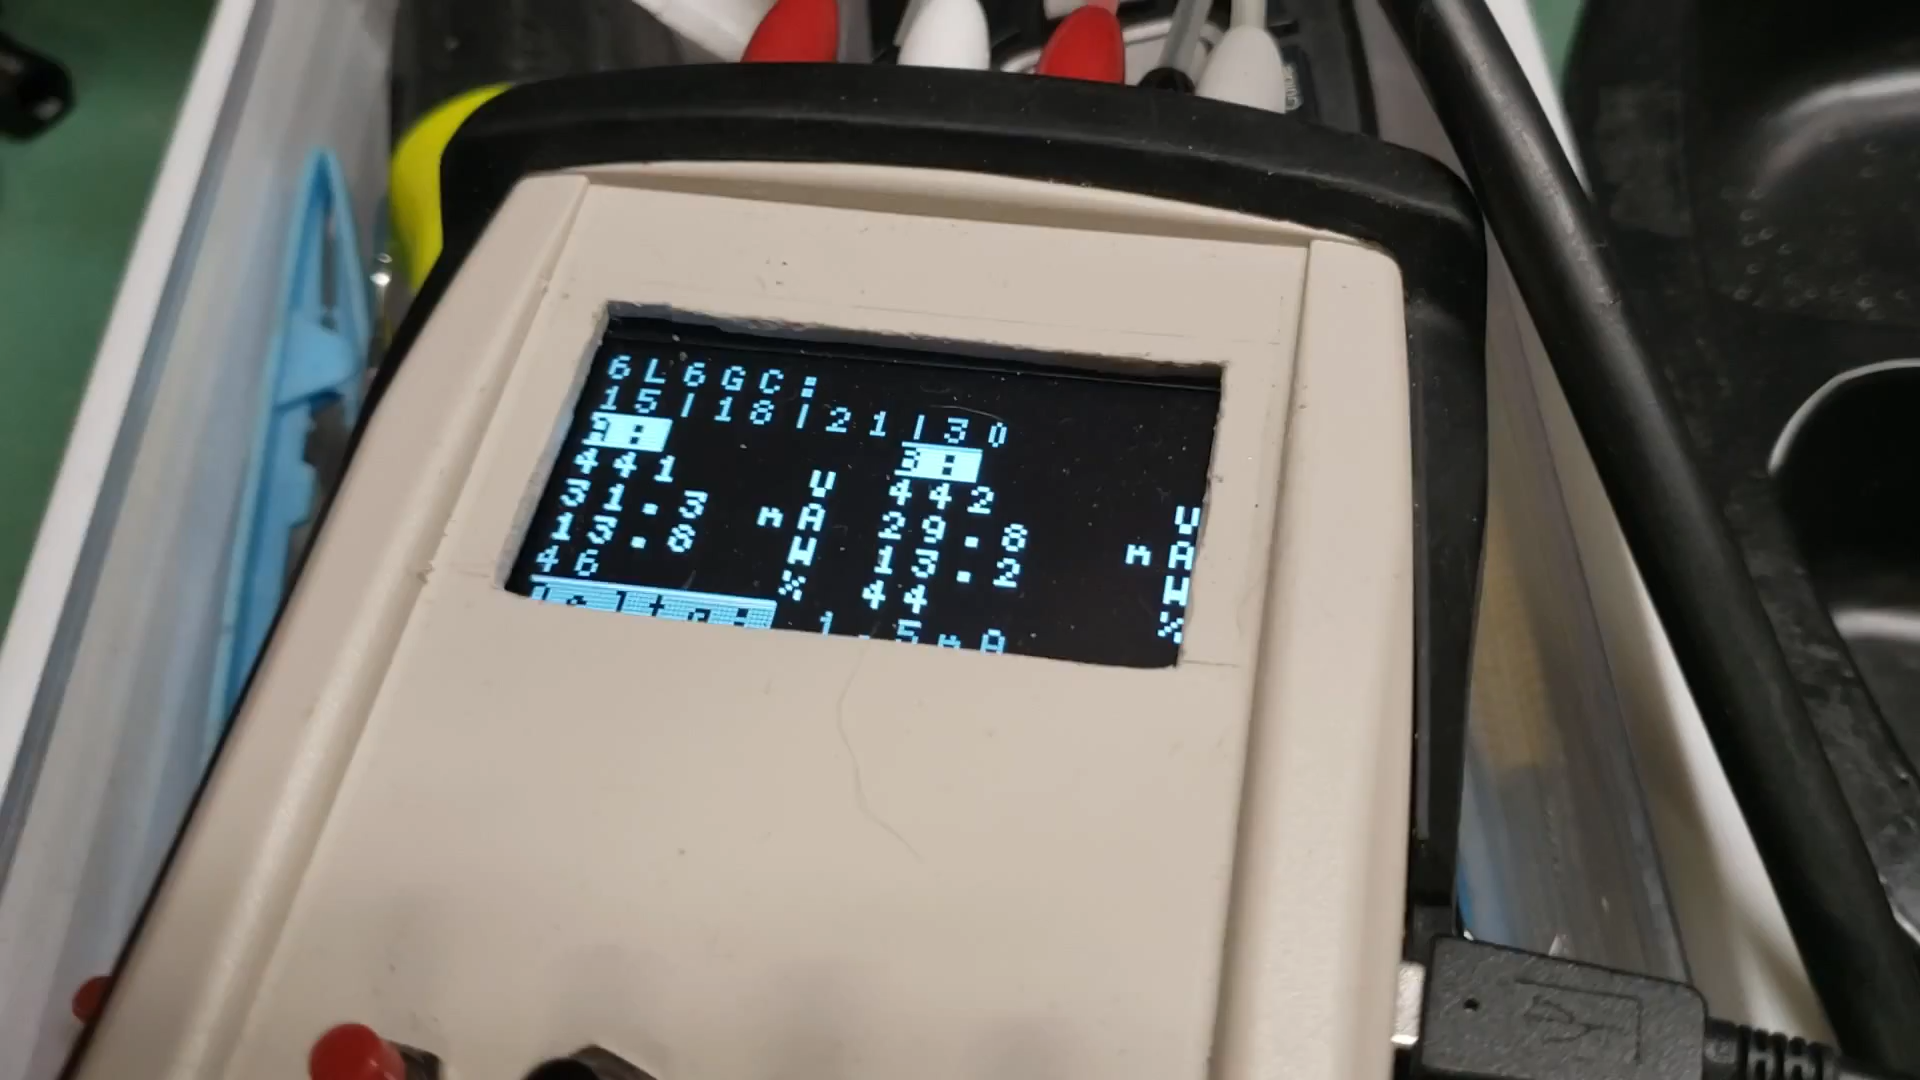 6L6GC:
15|18|21|30
3:
441 V 442 V
31.3 mA 29.8 mA
13.8 W 13.2 W
46 % 44 %
Delta: 1.5mA